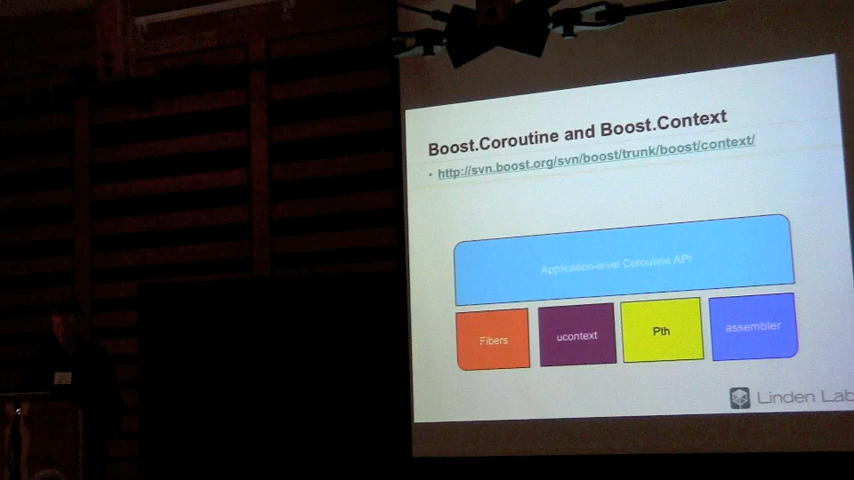 Boost.Coroutine and Boost.Context
• http://svn.boost.org/svn/boost/trunk/boost/context/
Application-level Coroutine API
Fibers
ucontext
Pth
assembler
Linden Lab